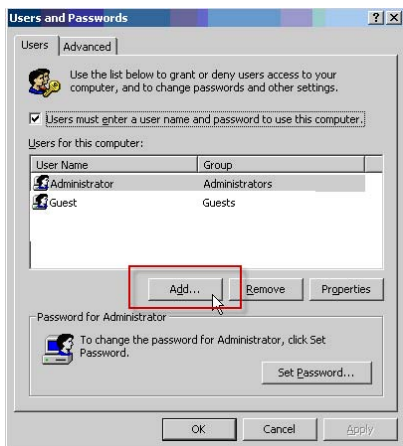 Users and Passwords
Users Advanced
Use the list below to grant or deny users access to your
computer, and to change passwords and other settings.
Users must enter a user name and password to use this computer.
Users for this computer:
User Name Group
Administrator Administrators
Guest Guests
Add... Remove Properties
Password for Administrator
To change the password for Administrator, click Set
Password.
Set Password...
OK Cancel Apply